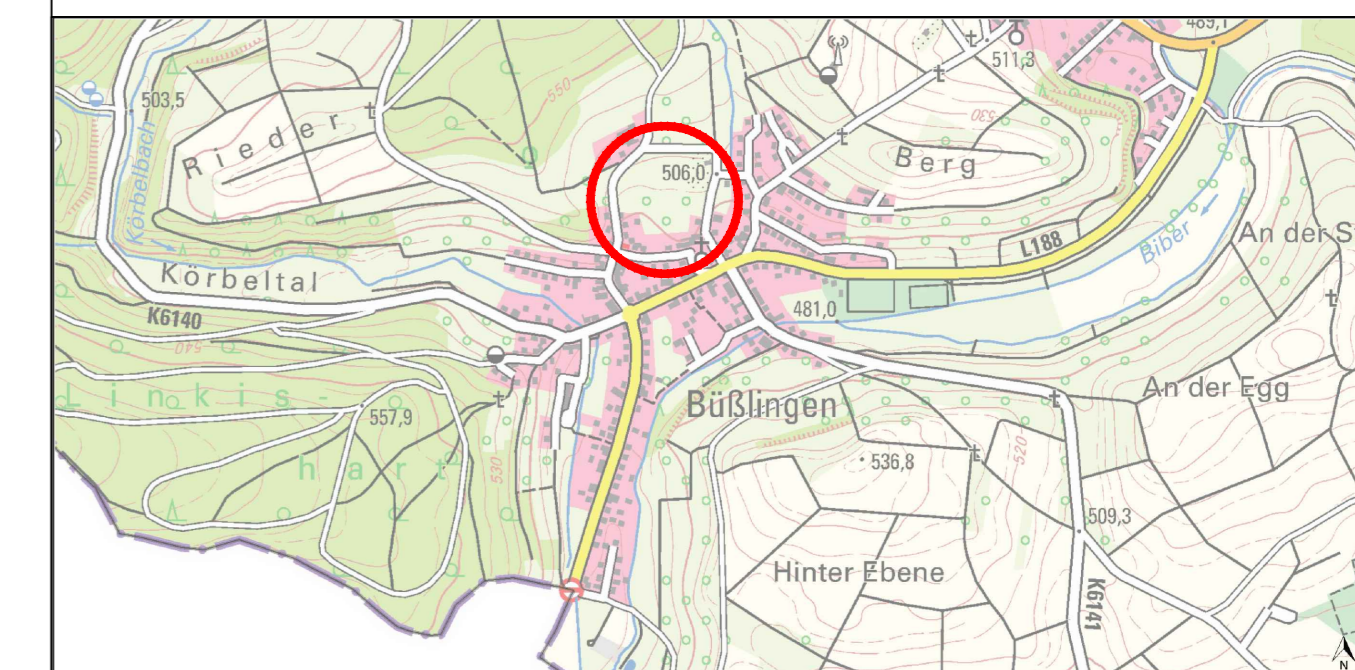 489,1
511,3
550
503,5
530
Rieder
506,0
Berg
Körbelbach
L188
Biber
An der S
Körbeltal
481,0
K6140
540
An der Egg
Linkis-
Büßlingen
557,9
hart
530
536,8
520
509,3
Hinter Ebene
K6141
N